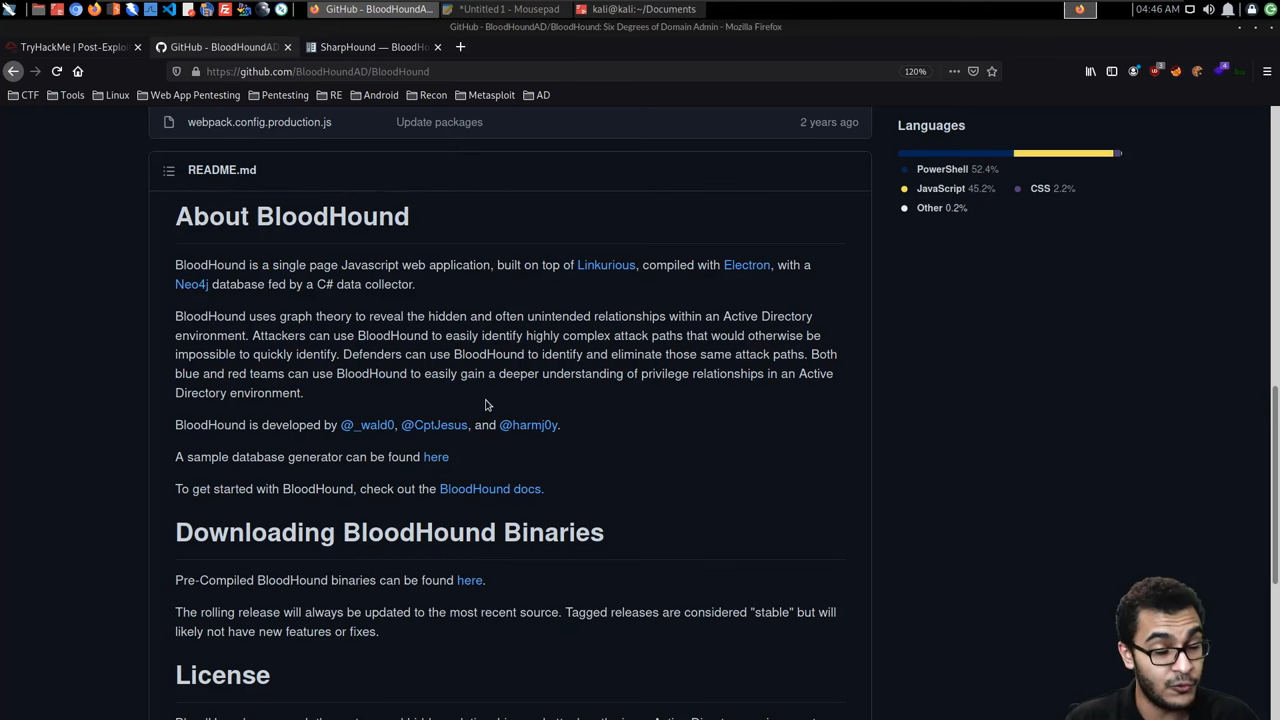 GitHub - BloodHoundA...
*Untitled 1 - Mousepad
kali@kali:~/Documents
04:46 AM
GitHub - BloodHoundAD/BloodHound: Six Degrees of Domain Admin - Mozilla Firefox
TryHackMe | Post-Exploi
GitHub - BloodHoundAD
SharpHound — BloodHo
https://github.com/BloodHoundAD/BloodHound
120%
CTF
Tools
Linux
Web App Pentesting
Pentesting
RE
Android
Recon
Metasploit
AD
webpack.config.production.js
Update packages
2 years ago
README.md
About BloodHound
BloodHound is a single page Javascript web application, built on top of Linkurious, compiled with Electron, with a
Neo4j database fed by a C# data collector.
BloodHound uses graph theory to reveal the hidden and often unintended relationships within an Active Directory
environment. Attackers can use BloodHound to easily identify highly complex attack paths that would otherwise be
impossible to quickly identify. Defenders can use BloodHound to identify and eliminate those same attack paths. Both
blue and red teams can use BloodHound to easily gain a deeper understanding of privilege relationships in an Active
Directory environment.
BloodHound is developed by @_wald0, @CptJesus, and @harmj0y.
A sample database generator can be found here
To get started with BloodHound, check out the BloodHound docs.
Downloading BloodHound Binaries
Pre-Compiled BloodHound binaries can be found here.
The rolling release will always be updated to the most recent source. Tagged releases are considered "stable" but will
likely not have new features or fixes.
License
Languages
PowerShell 52.4%
JavaScript 45.2%
CSS 2.2%
Other 0.2%